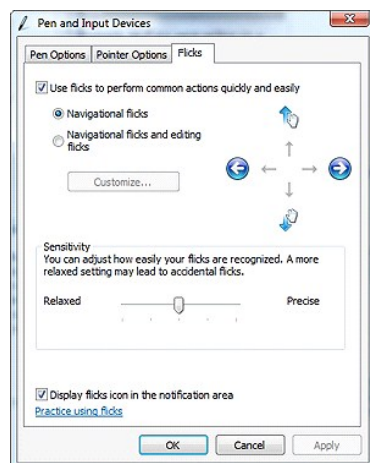 Pen and Input Devices
Pen Options Pointer Options Flicks
Use flicks to perform common actions quickly and easily
Navigational flicks
Navigational flicks and editing
flicks
Customize...
Sensitivity
You can adjust how easily your flicks are recognized. A more
relaxed setting may lead to accidental flicks.
Relaxed Precise
Display flicks icon in the notification area
Practice using flicks
OK Cancel Apply